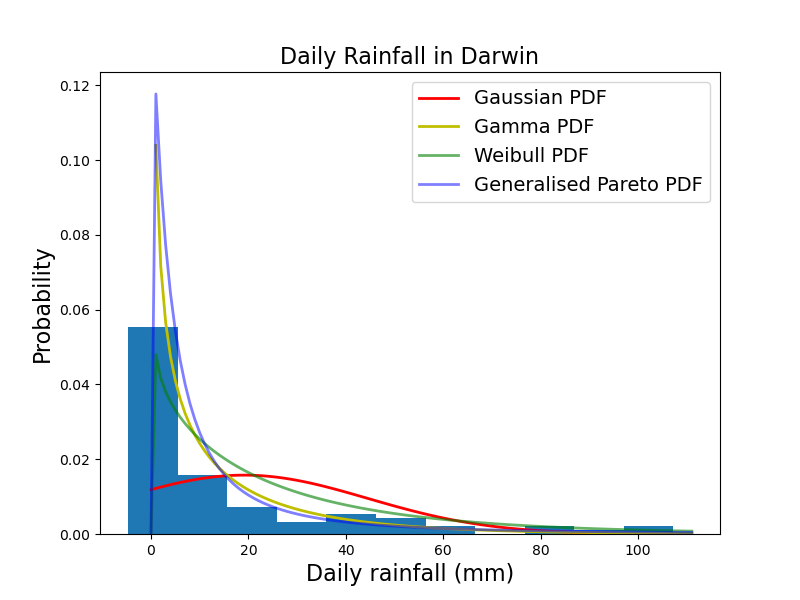 Daily Rainfall in Darwin
Gaussian PDF
Gamma PDF
Weibull PDF
Generalised Pareto PDF
Probability
0.12
0.10
0.08
0.06
0.04
0.02
0.00
0 20 40 60 80 100
Daily rainfall (mm)